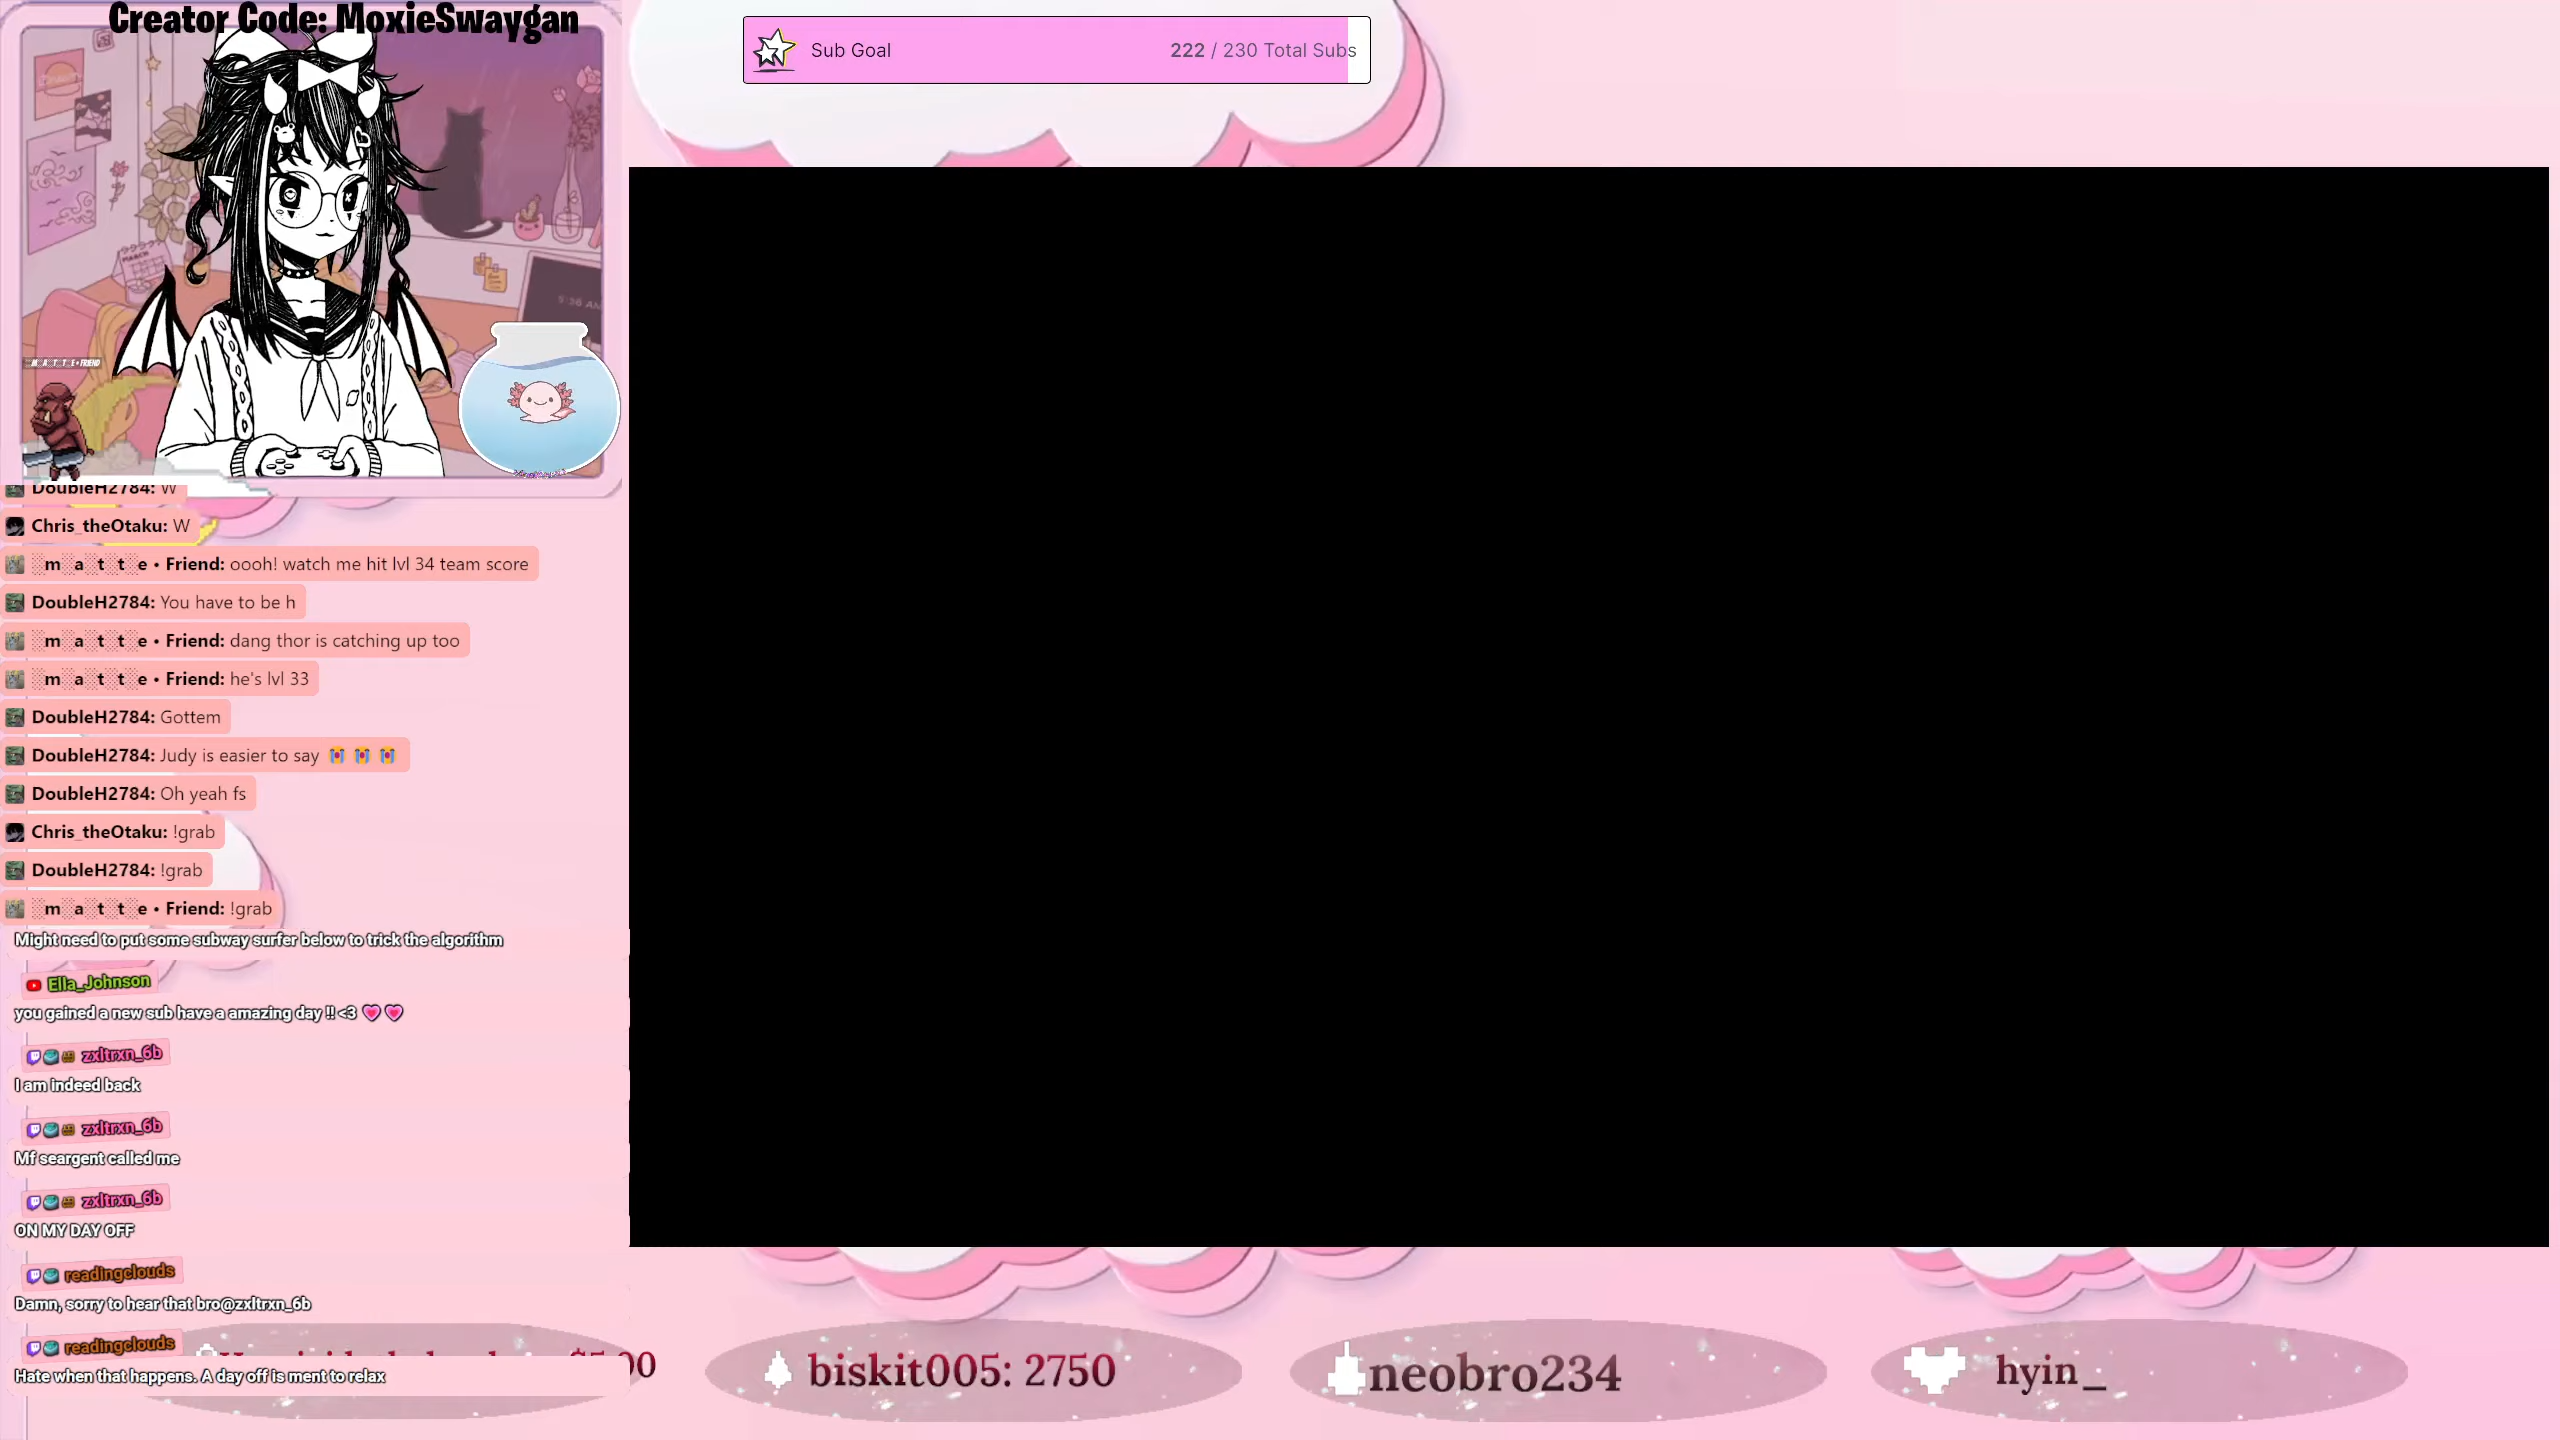 Creator Code: MoxieSwaygan
Sub Goal
222 / 230 Total Subs
DoubleH2784: W
Chris_theOtaku: W
░m░a░t░t░e • Friend: oooh! watch me hit lvl 34 team score
DoubleH2784: You have to be h
░m░a░t░t░e • Friend: dang thor is catching up too
░m░a░t░t░e • Friend: he's lvl 33
DoubleH2784: Gottem
DoubleH2784: Judy is easier to say 😭 😭 😭
DoubleH2784: Oh yeah fs
Chris_theOtaku: !grab
DoubleH2784: !grab
░m░a░t░t░e • Friend: !grab
Might need to put some subway surfer below to trick the algorithm
Ella_Johnson
you gained a new sub have a amazing day !! <3 💗 💗
zxltrxn_6b
I am indeed back
zxltrxn_6b
Mf seargent called me
zxltrxn_6b
ON MY DAY OFF
readingclouds
Damn, sorry to hear that bro@zxltrxn_6b
readingclouds
Hate when that happens. A day off is ment to relax
biskit005: 2750
neobro234
hyin_